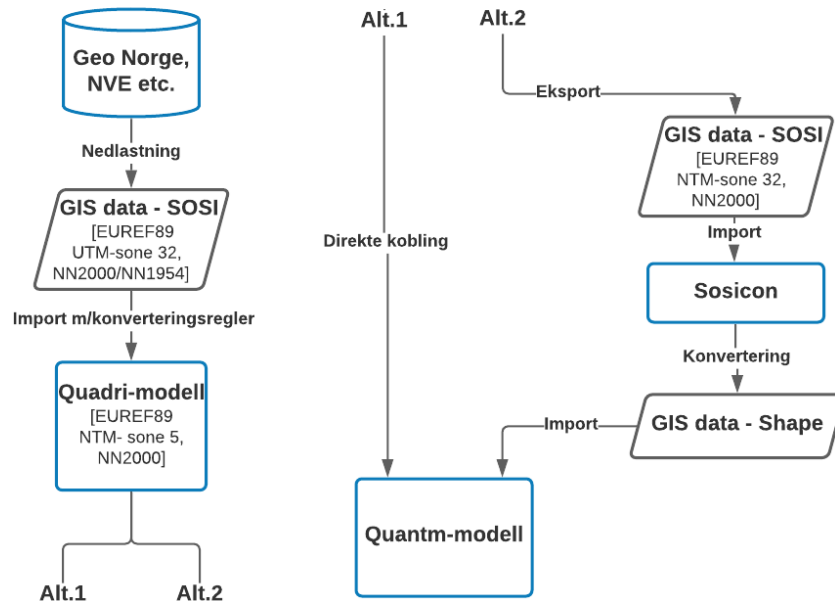 Geo Norge,
NVE etc.
Nedlastning
GIS data - SOSI
[EUREF89
UTM-sone 32,
NN2000/NN1954]
Import m/konverteringsregler
Quadri-modell
[EUREF89
NTM- sone 5,
NN2000]
Alt.1
Alt.2
Alt.1
Alt.2
Direkte kobling
Eksport
GIS data - SOSI
[EUREF89
NTM-sone 32,
NN2000]
Import
Sosicon
Konvertering
GIS data - Shape
Import
Quantm-modell